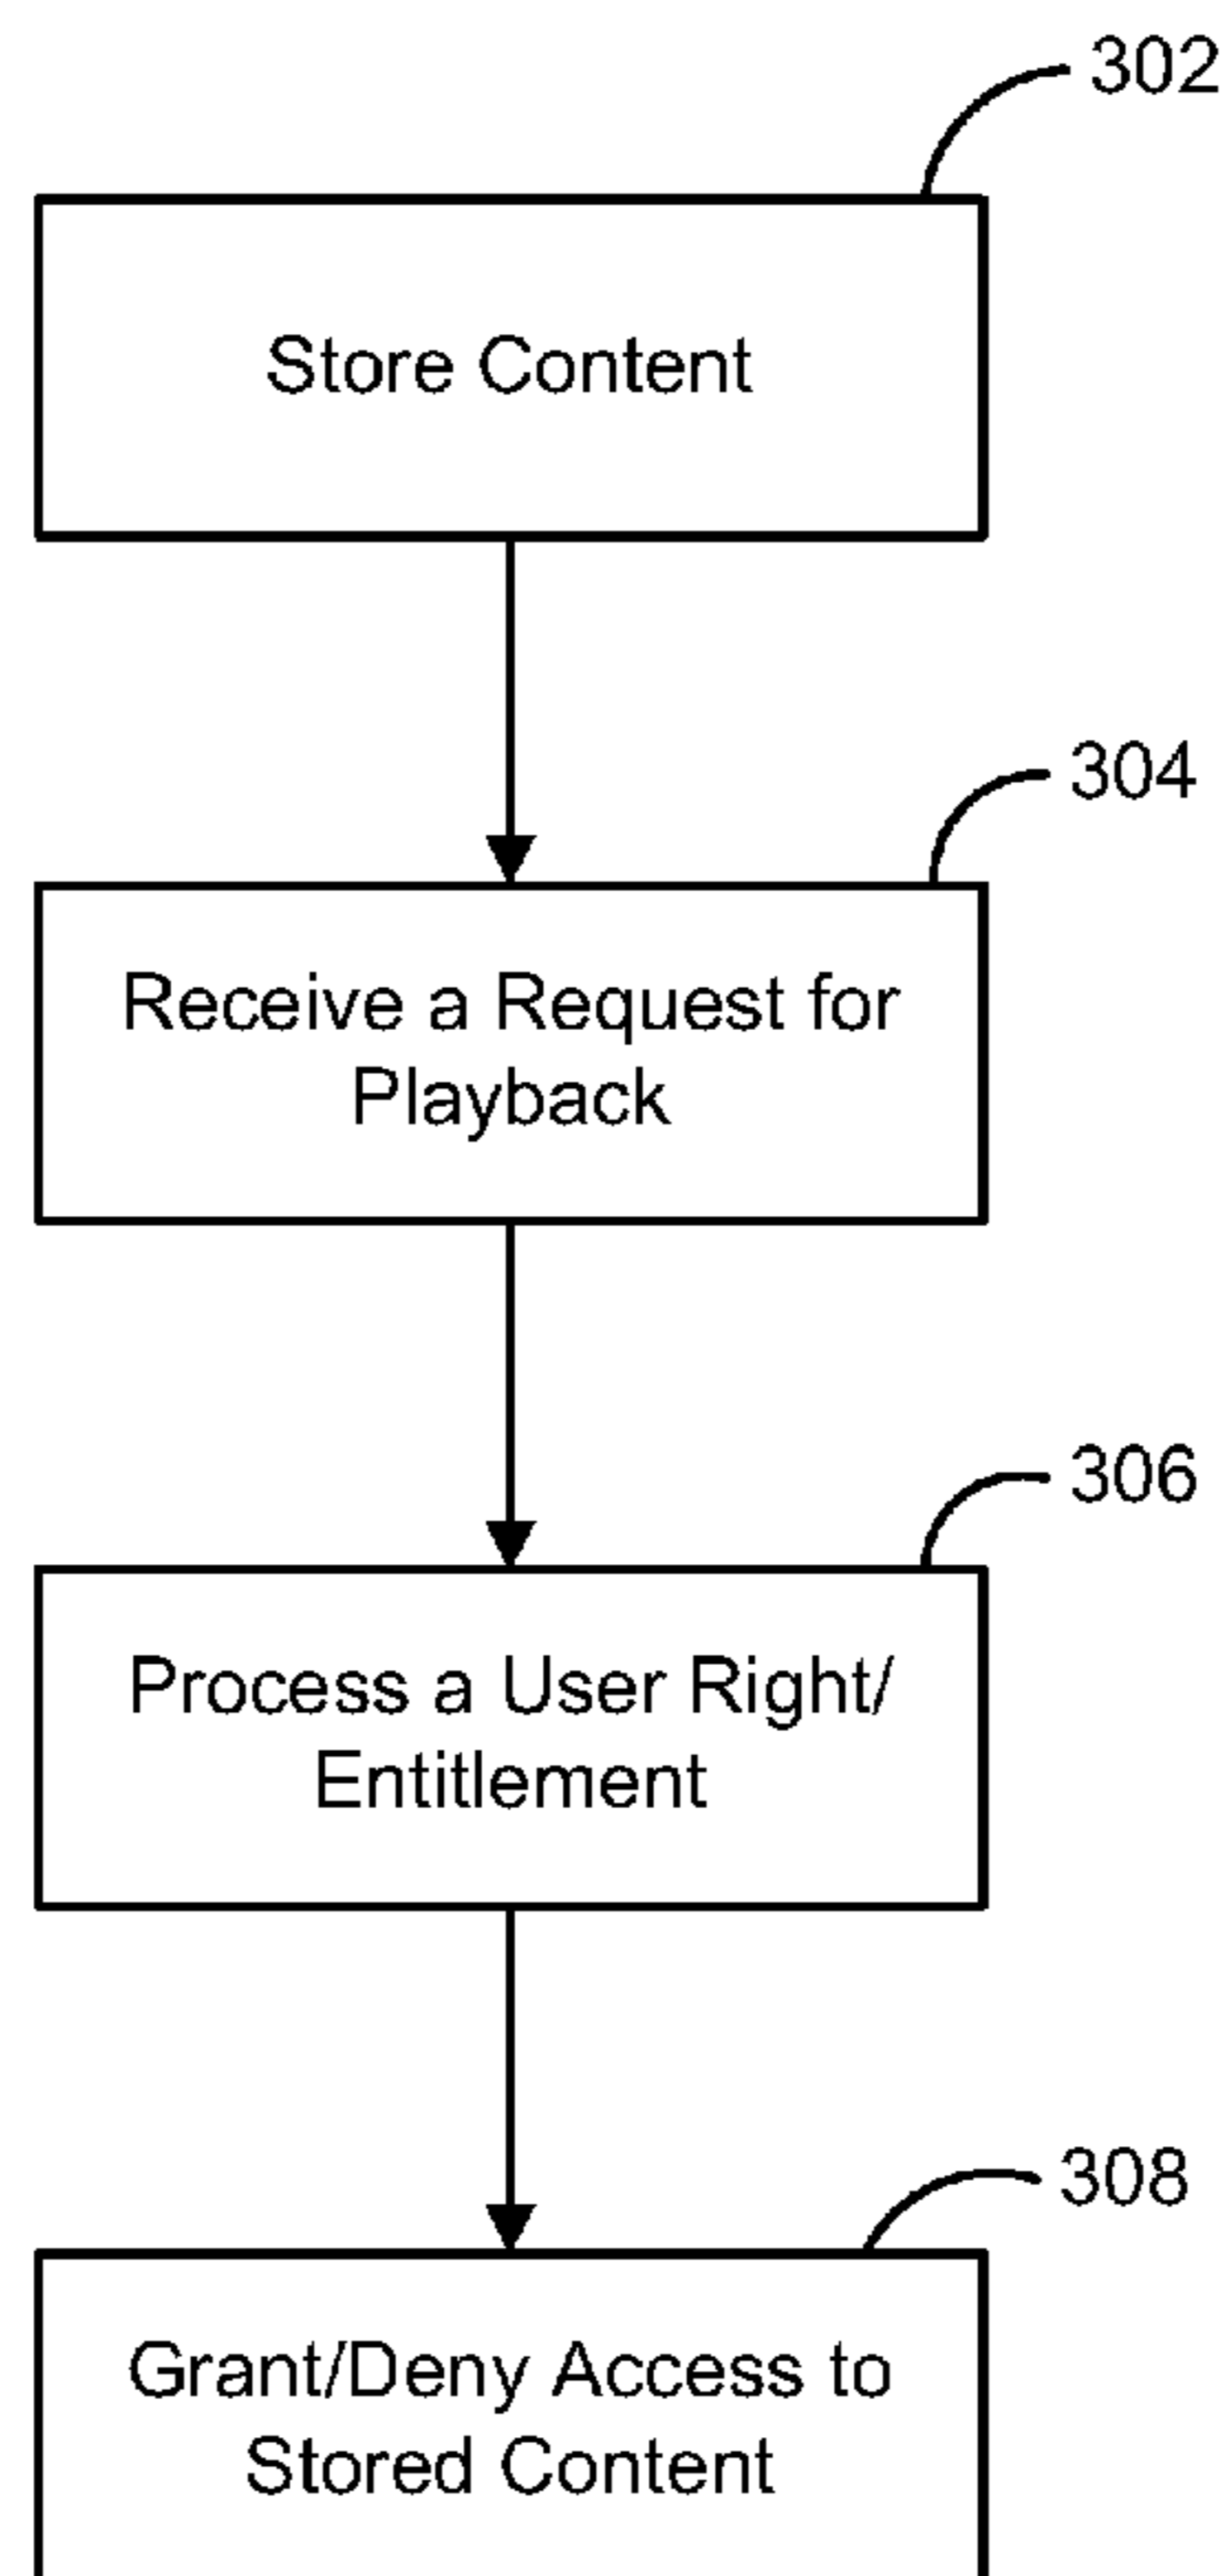 302
Store Content
304
Receive a Request for
Playback
306
Process a User Right/
Entitlement
308
Grant/Deny Access to
Stored Content